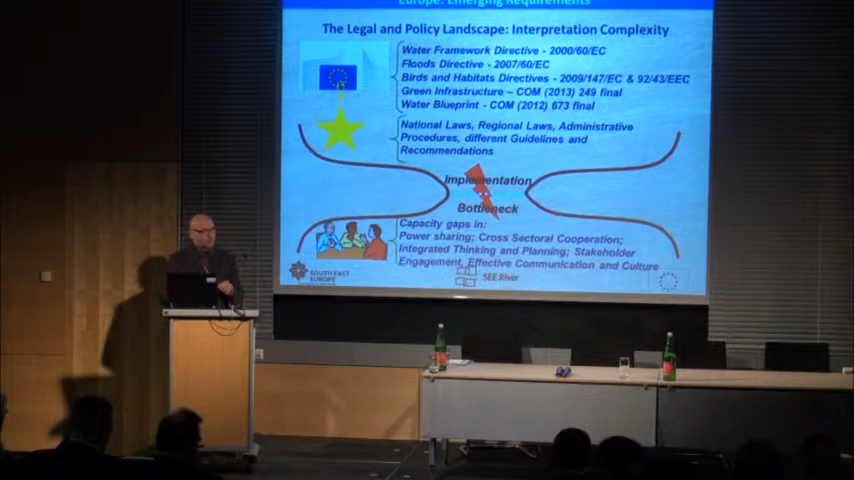 Europe: Emerging Requirements
The Legal and Policy Landscape: Interpretation Complexity
Water Framework Directive - 2000/60/EC
Floods Directive - 2007/60/EC
Birds and Habitats Directives - 2009/147/EC & 92/43/EEC
Green Infrastructure – COM (2013) 249 final
Water Blueprint - COM (2012) 673 final
National Laws, Regional Laws, Administrative
Procedures, different Guidelines and
Recommendations
Implementation
Bottleneck
Capacity gaps in:
Power sharing; Cross Sectoral Cooperation;
Integrated Thinking and Planning; Stakeholder
Engagement, Effective Communication and Culture
SOUTH EAST
EUROPE
SEE River